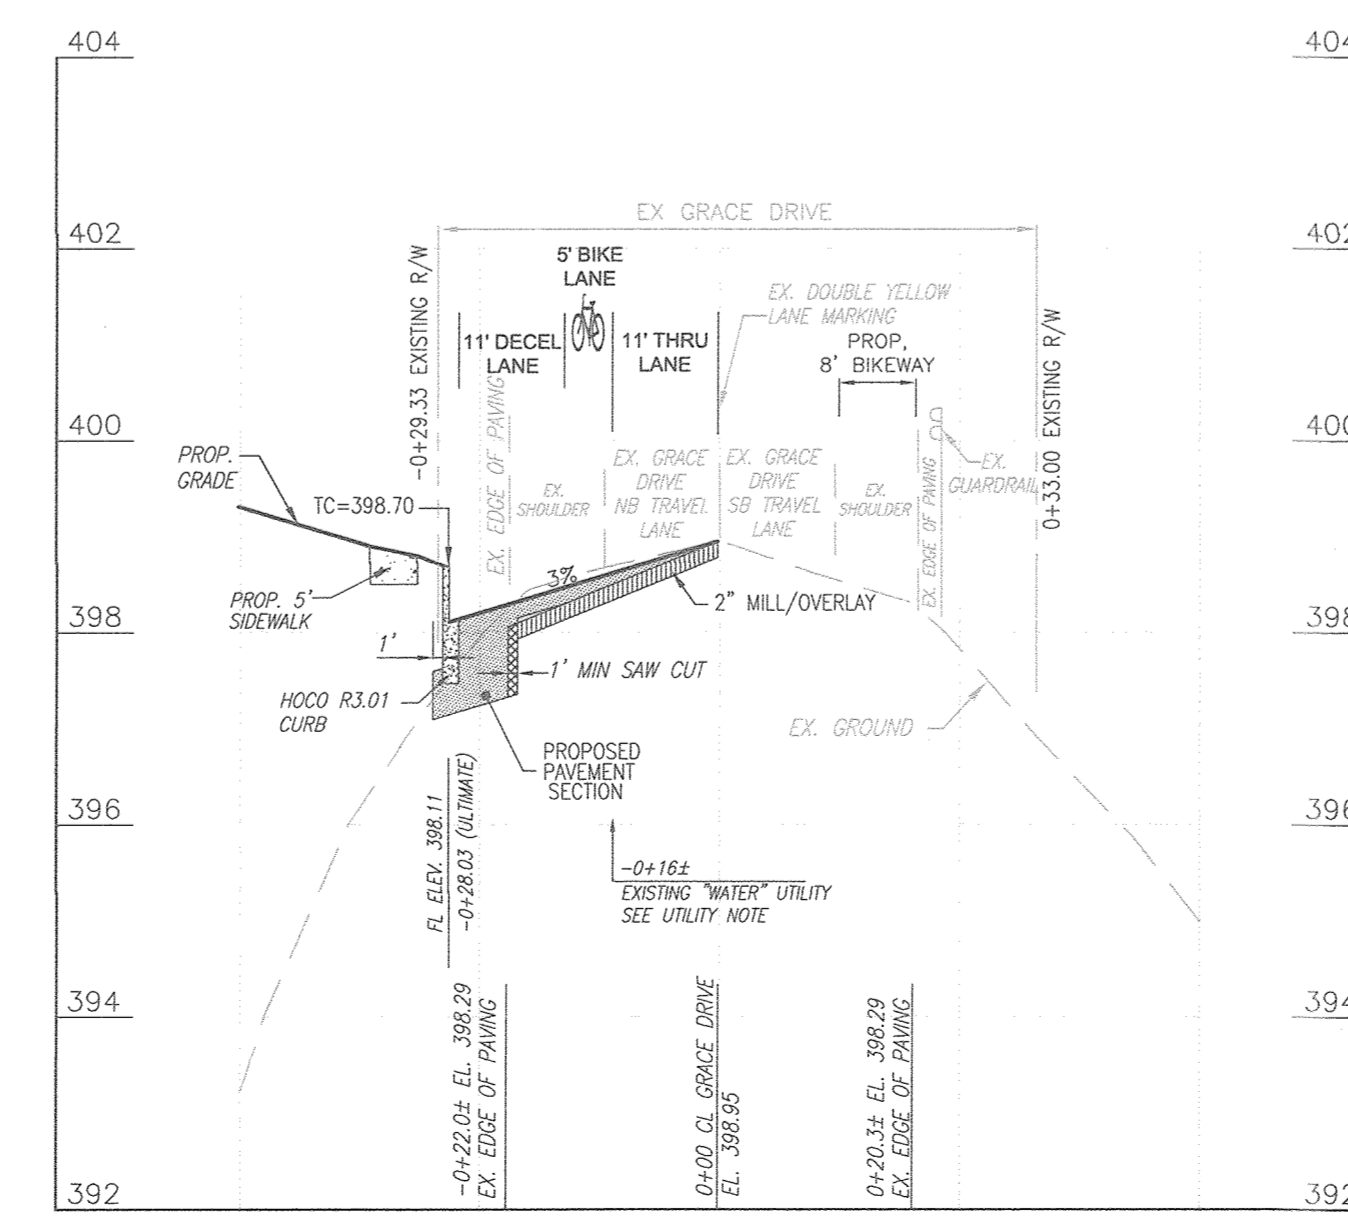 404
404
EX GRACE DRIVE
402
402
-0+29.33 EXISTING R/W
5' BIKE
LANE
EX. DOUBLE YELLOW
LANE MARKING
11' DECEL
LANE
11' THRU
LANE
PROP,
8' BIKEWAY
0+33.00 EXISTING R/W
EX. EDGE OF PAVING
400
400
PROP.
GRADE
TC=398.70
EX.
SHOULDER
EX. GRACE
DRIVE
NB TRAVEL
LANE
EX. GRACE
DRIVE
SB TRAVEL
LANE
EX.
SHOULDER
EX. EDGE OF PAVING
EX.
GUARDRAIL
3%
2" MILL/OVERLAY
PROP. 5'
SIDEWALK
398
398
1'
1' MIN SAW CUT
HOCO R3.01
CURB
EX. GROUND
PROPOSED
PAVEMENT
SECTION
FL ELEV. 398.11
-0+28.03 (ULTIMATE)
396
396
-0+16±
EXISTING "WATER" UTILITY
SEE UTILITY NOTE
394
394
-0+22.0± EL. 398.29
EX. EDGE OF PAVING
0+00 CL GRACE DRIVE
EL. 398.95
0+20.3± EL. 398.29
EX. EDGE OF PAVING
392
392